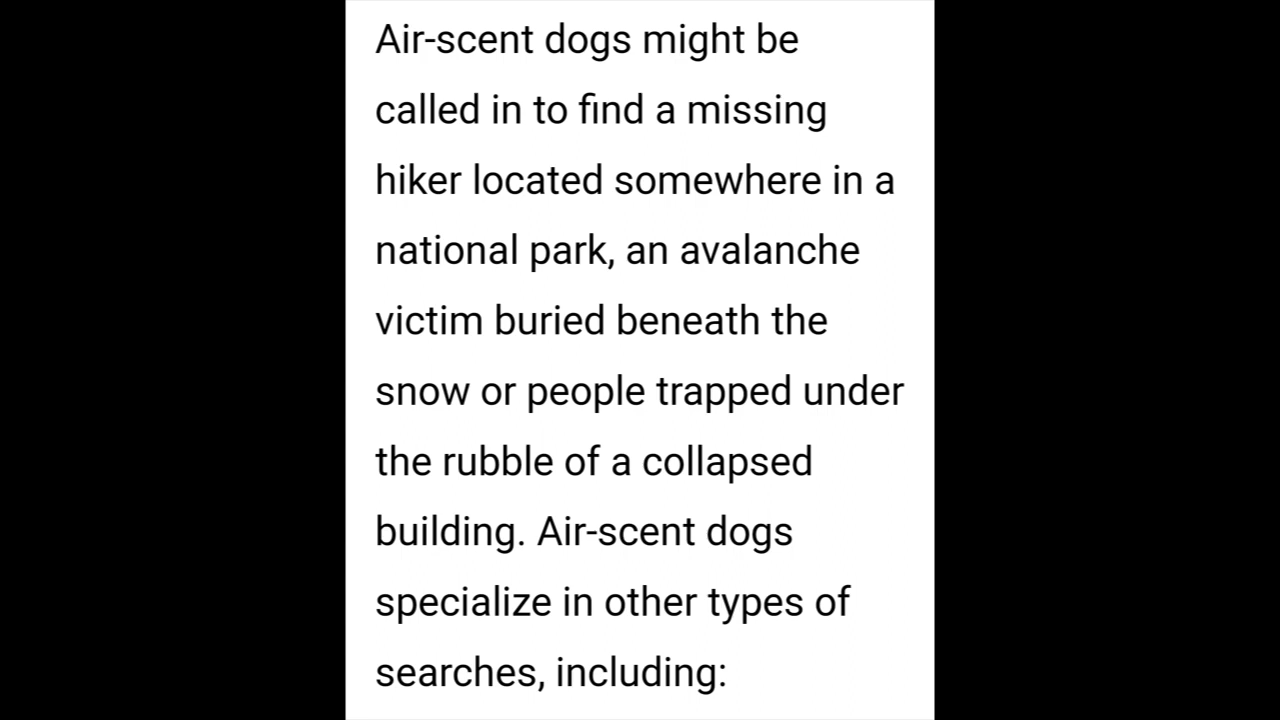 Air-scent dogs might be
called in to find a missing
hiker located somewhere in a
national park, an avalanche
victim buried beneath the
snow or people trapped under
the rubble of a collapsed
building. Air-scent dogs
specialize in other types of
searches, including: